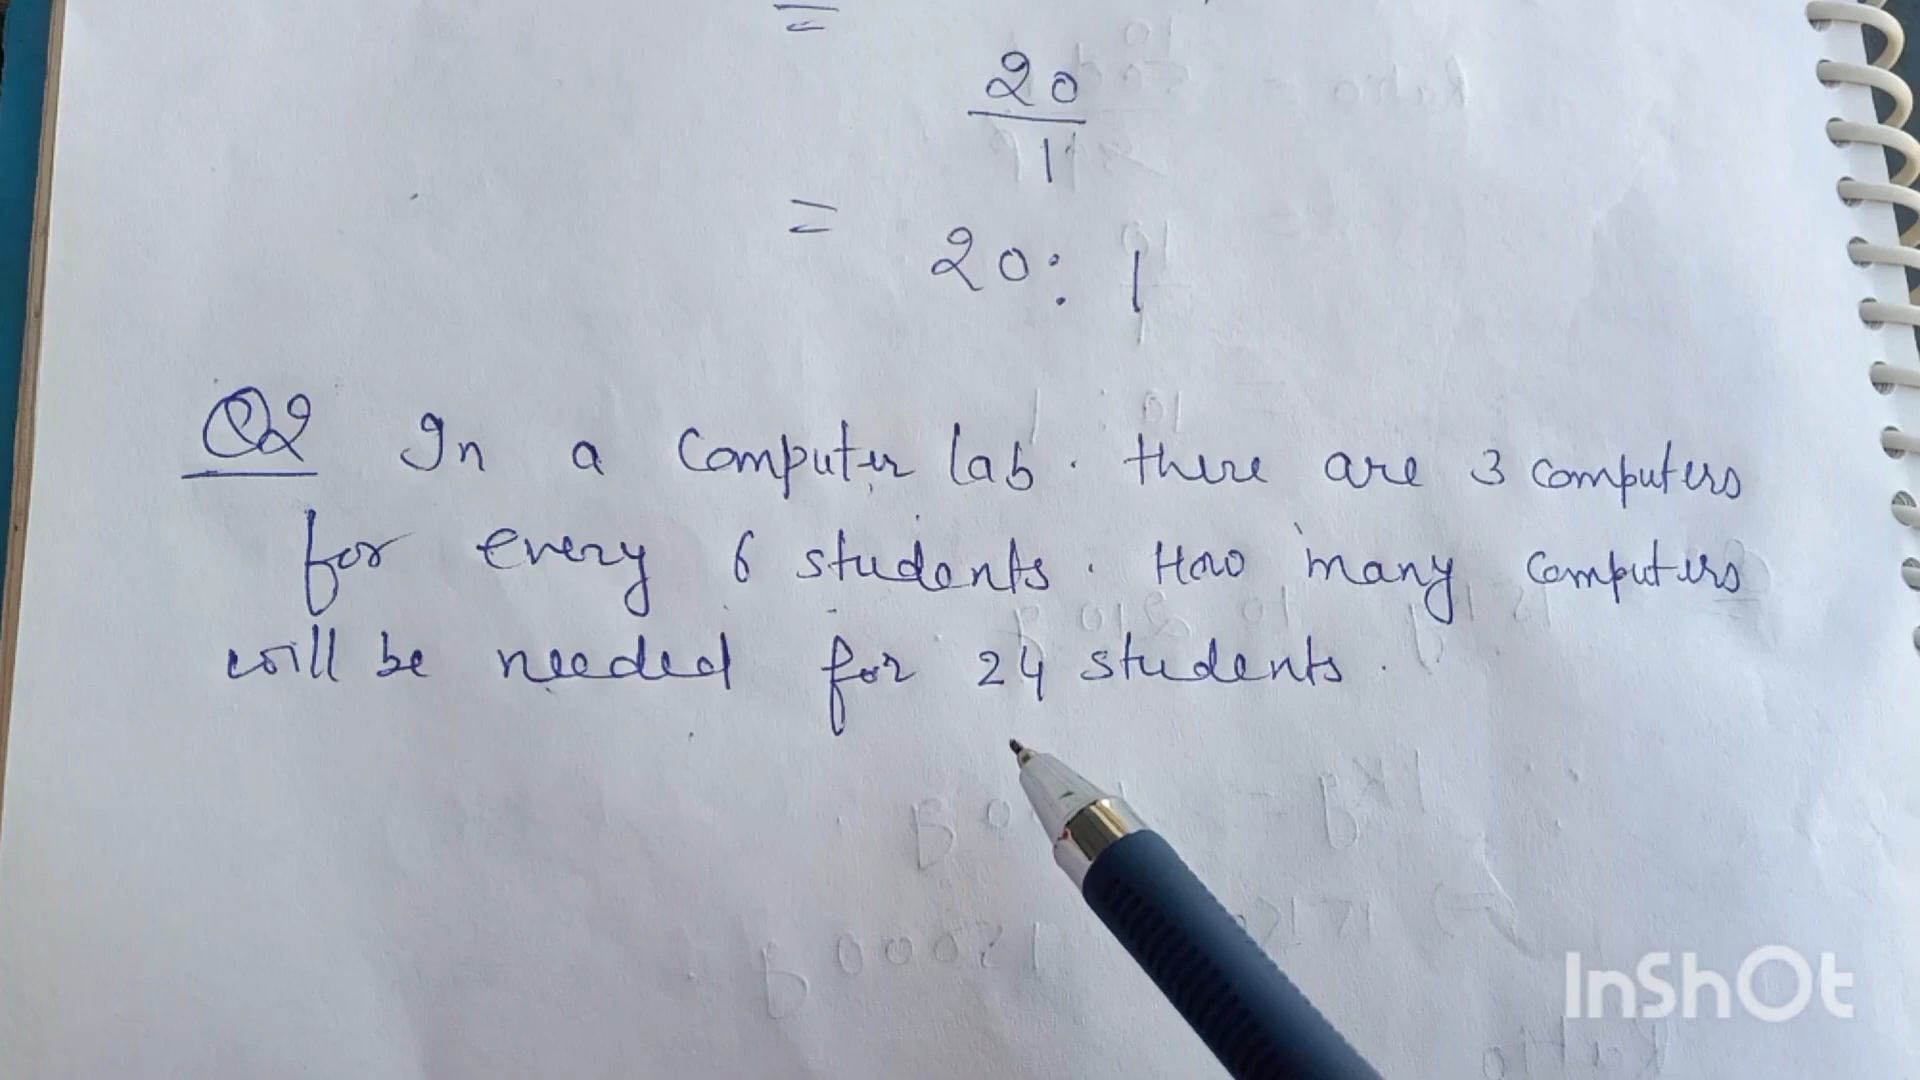 =
20
11
= 20 : 1
Q2 In a Computer lab . there are 3 computers
for every 6 students . How many computers
will be needed for 24 students .
InShOt